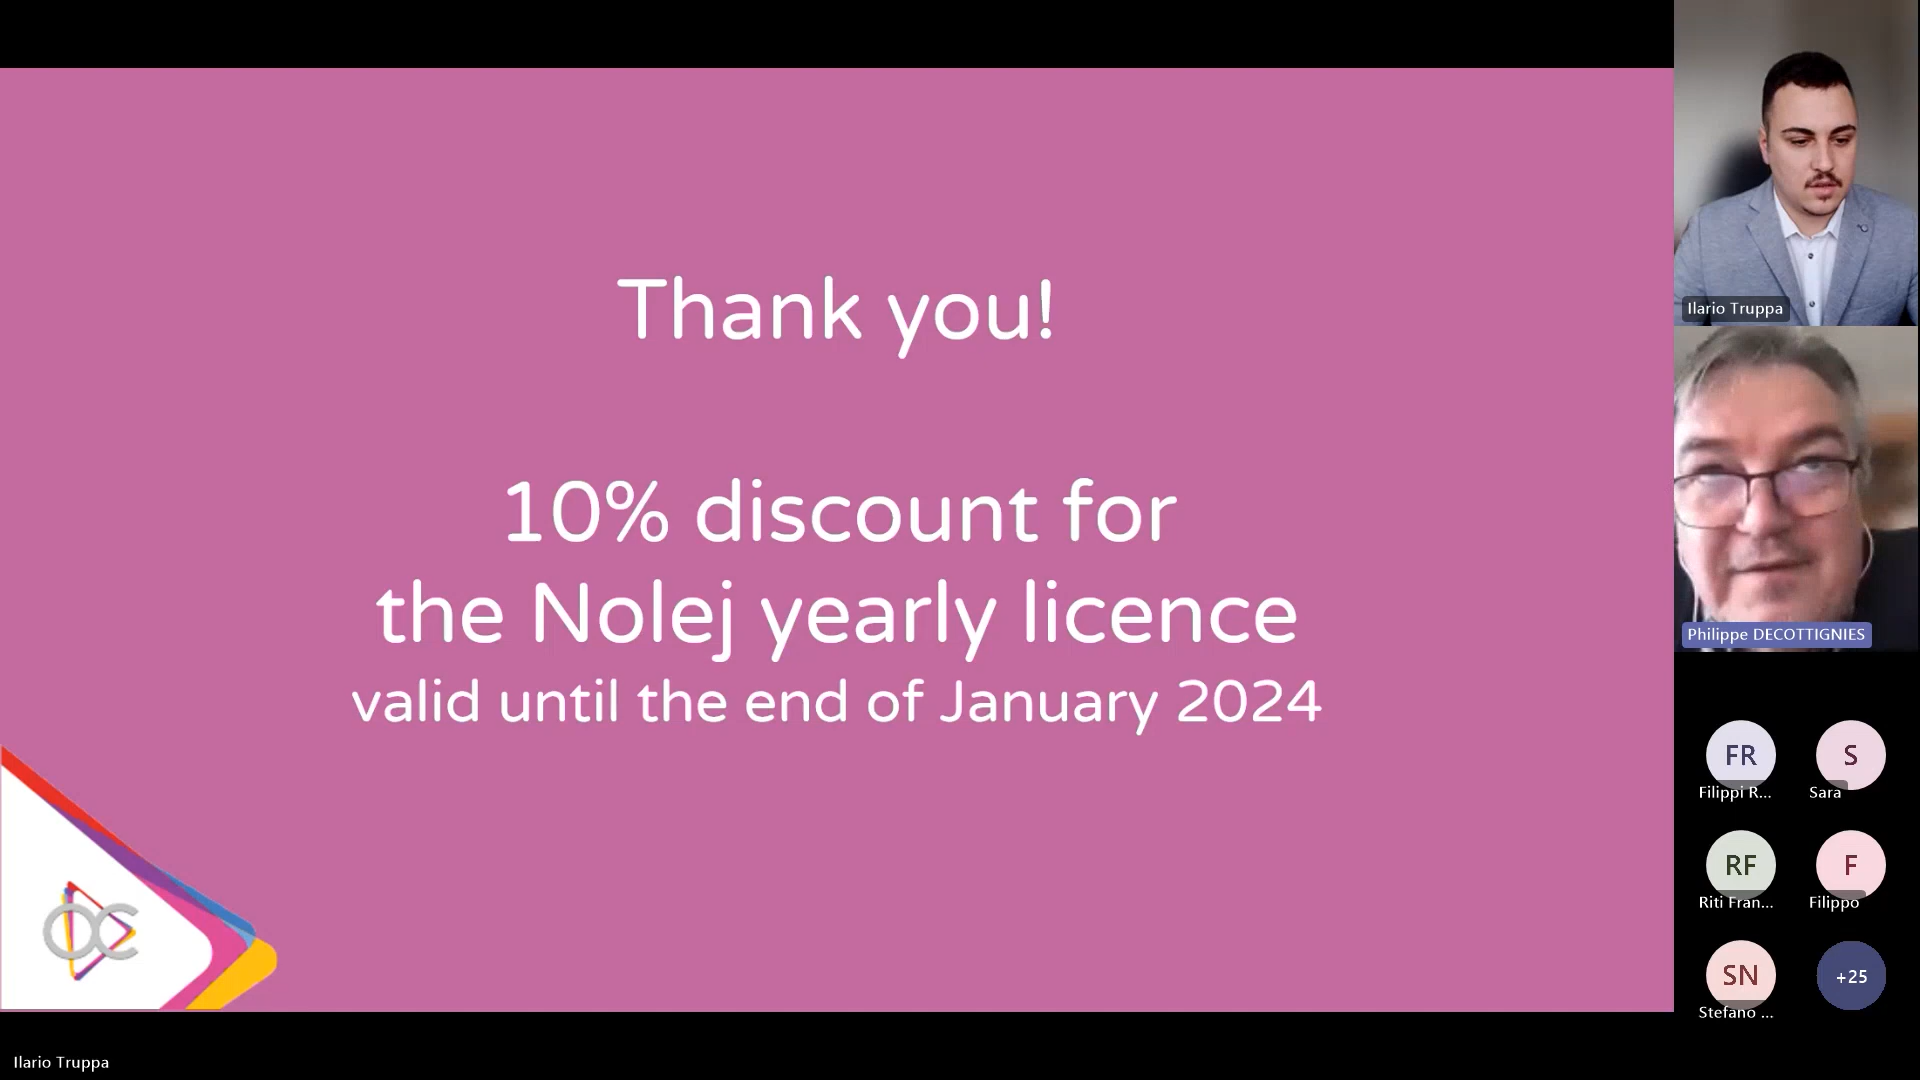 Thank you!
10% discount for
the Nolej yearly licence
valid until the end of January 2024
OC
Ilario Truppa
Ilario Truppa
Philippe DECOTTIGNIES
FR
Filippi R...
S
Sara
RF
Riti Fran...
F
Filippo
SN
Stefano ...
+25